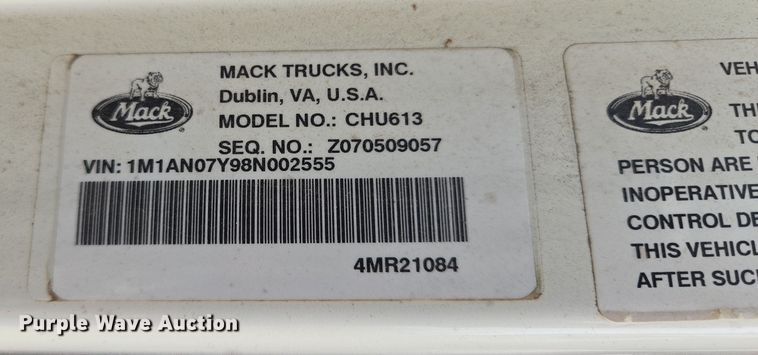 Mack
MACK TRUCKS, INC.
Dublin, VA, U.S.A.
MODEL NO.: CHU613
SEQ. NO.: Z070509057
VIN: 1M1AN07Y98N002555
4MR21084
Mack
VEH
TH
TO
PERSON ARE
INOPERATIVE
CONTROL DE
THIS VEHICL
AFTER SUC
Purple Wave Auction